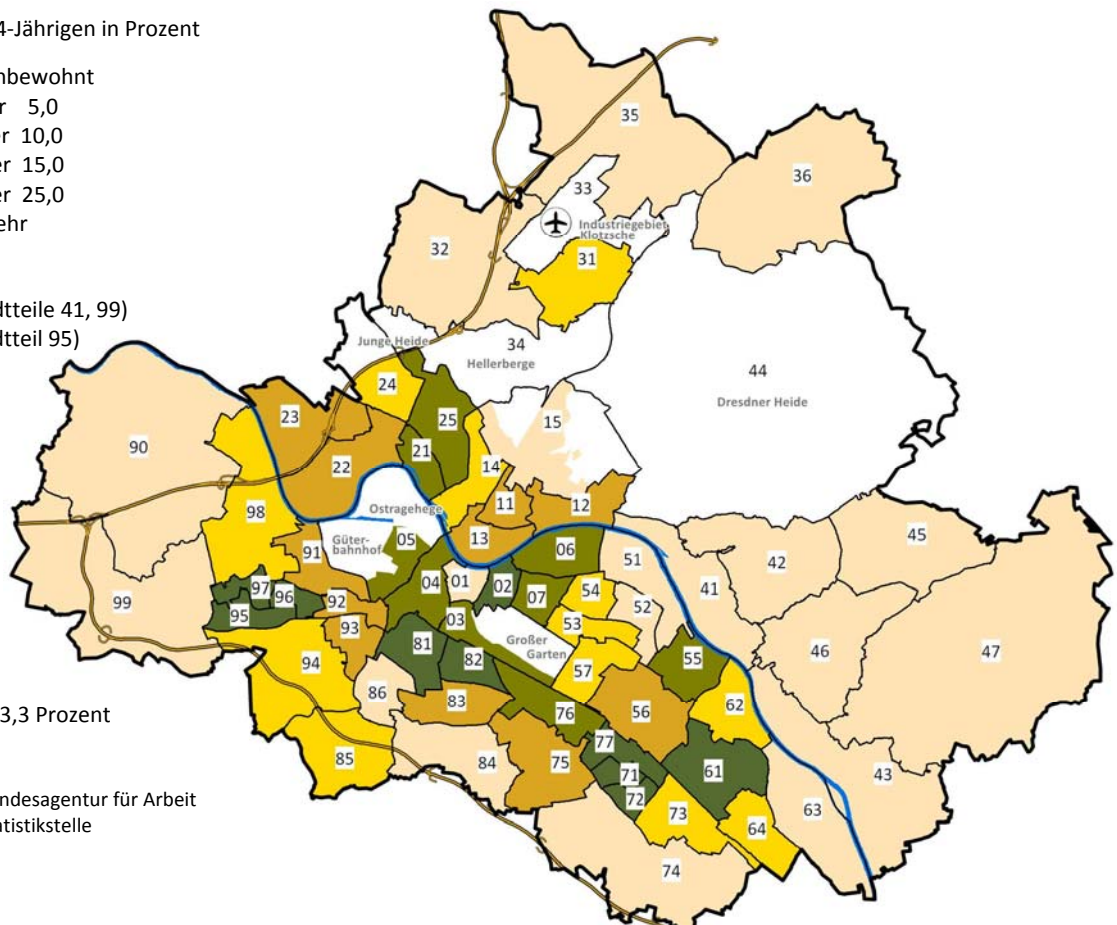 4-Jährigen in Prozent
nbewohnt
r 5,0
er 10,0
er 15,0
er 25,0
ehr
dtteile 41, 99)
dtteil 95)
3,3 Prozent
ndesagentur für Arbeit
atistikstelle
35
36
33
Industriegebiet
Klotzsche
32
31
Junge Heide
34
Hellerberge
44
Dresdner Heide
24
23
25
15
90
21
22
14
11
12
Ostragehege
98
13
05
Güter-
bahnhof
91
06
51
42
45
04
01
02
07
54
41
99
97
96
92
52
95
03
53
93
81
Großer
Garten
82
57
55
46
47
94
86
83
76
56
62
85
84
75
77
61
71
72
73
64
63
43
74